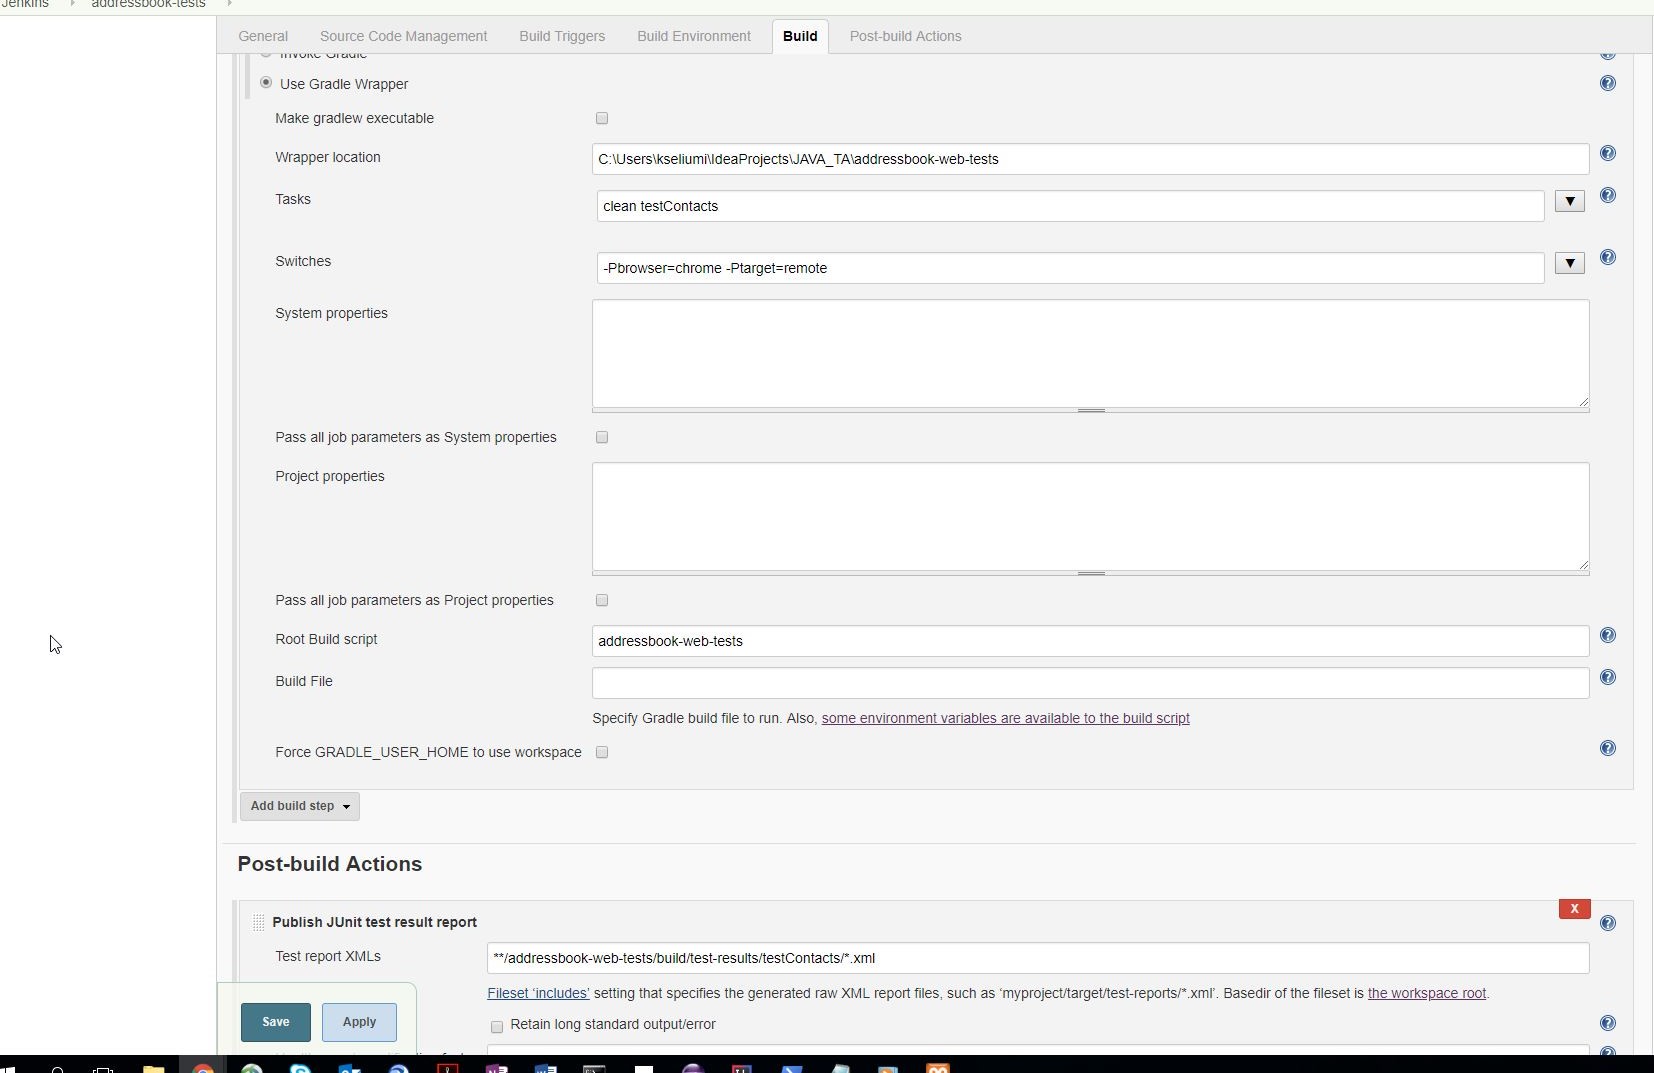 Jenkins addressbook-tests
General Source Code Management Build Triggers Build Environment Build Post-build Actions
Invoke Gradle
Use Gradle Wrapper
Make gradlew executable
Wrapper location C:\Users\kseliumi\IdeaProjects\JAVA_TA\addressbook-web-tests
Tasks clean testContacts
Switches -Pbrowser=chrome -Ptarget=remote
System properties
Pass all job parameters as System properties
Project properties
Pass all job parameters as Project properties
Root Build script addressbook-web-tests
Build File
Specify Gradle build file to run. Also, some environment variables are available to the build script
Force GRADLE_USER_HOME to use workspace
Add build step
Post-build Actions
X
Publish JUnit test result report
Test report XMLs **/addressbook-web-tests/build/test-results/testContacts/*.xml
Fileset ‘includes’ setting that specifies the generated raw XML report files, such as ‘myproject/target/test-reports/*.xml’. Basedir of the fileset is the workspace root.
Save Apply
Retain long standard output/error